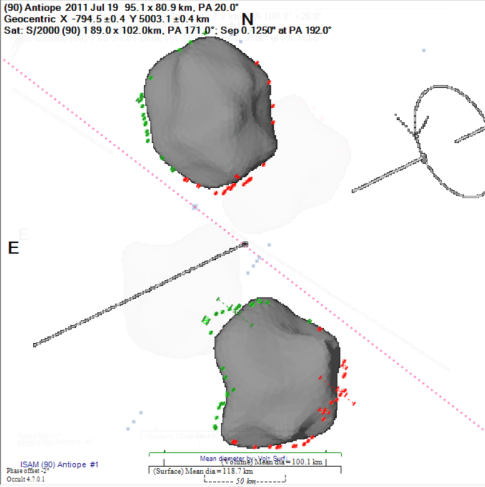 (90) Antiope 2011 Jul 19 95.1 x 80.9 km, PA 20.0°
Geocentric X -794.5 ±0.4 Y 5003.1 ±0.4 km
Sat: S/2000 (90) 1 89.0 x 102.0km, PA 171.0°; Sep 0.1250" at PA 192.0°
N
E
E
Mean diameter by - Volm Surf
ISAM (90) Antiope #1
(Volume) Mean dia = 100.1 km
Phase offset -2°
(Surface) Mean dia = 118.7 km
Occult 4.7.0.1
50 km